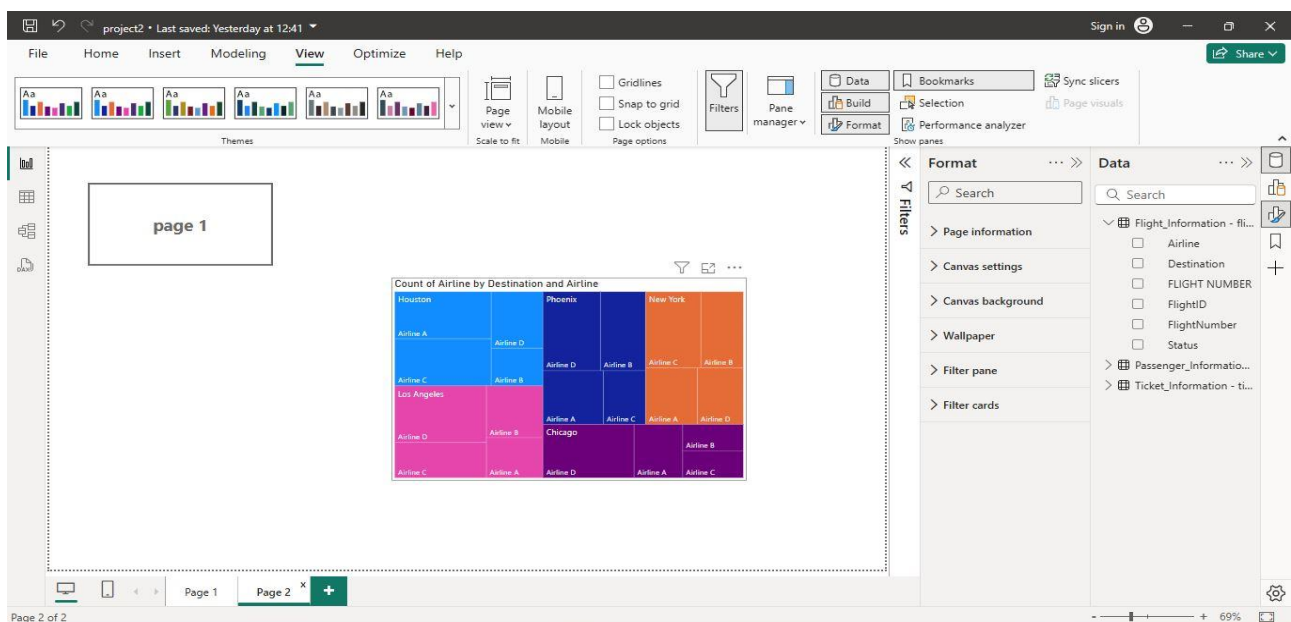 project2 • Last saved: Yesterday at 12:41
Sign in
File Home Insert Modeling View Optimize Help
Share
Aa Aa Aa Aa Aa Aa
Themes
Page view
Scale to fit
Mobile layout
Mobile
Gridlines
Snap to grid
Lock objects
Page options
Filters
Pane manager
Data
Build
Format
Bookmarks
Selection
Performance analyzer
Sync slicers
Page visuals
Show panes
page 1
Count of Airline by Destination and Airline
Houston
Airline A
Airline C
Airline D
Airline B
Phoenix
Airline D
Airline B
Airline A
Airline C
New York
Airline C
Airline B
Airline A
Airline D
Los Angeles
Airline D
Airline C
Airline B
Airline A
Chicago
Airline D
Airline A
Airline B
Airline C
Filters
Format
Search
Page information
Canvas settings
Canvas background
Wallpaper
Filter pane
Filter cards
Data
Search
Flight_Information - fli...
Airline
Destination
FLIGHT NUMBER
FlightID
FlightNumber
Status
Passenger_Informatio...
Ticket_Information - ti...
Page 1
Page 2
Page 2 of 2
69%